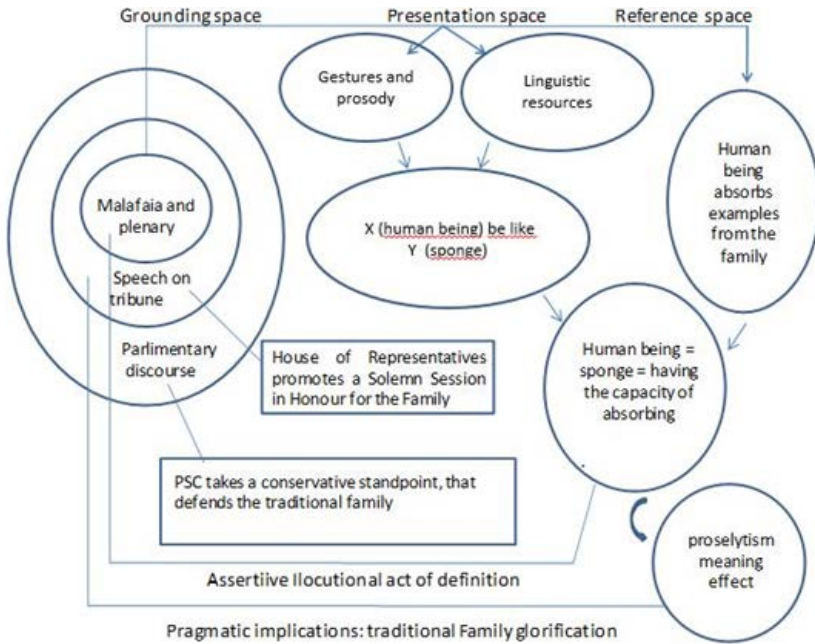 Grounding space
Presentation space
Reference space
Gestures and
prosody
Linguistic
resources
Human
being
absorbs
examples
from the
family
Malafaia and
plenary
X (human being) be like
Y (sponge)
Speech on
tribune
Parlimentary
discourse
House of Representatives
promotes a Solemn Session
in Honour for the Family
Human being =
sponge = having
the capacity of
absorbing
PSC takes a conservative standpoint, that
defends the traditional family
proselytism
meaning
effect
Assertiive Ilocutional act of definition
Pragmatic implications: traditional Family glorification